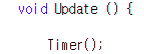 void Update () {
Timer();